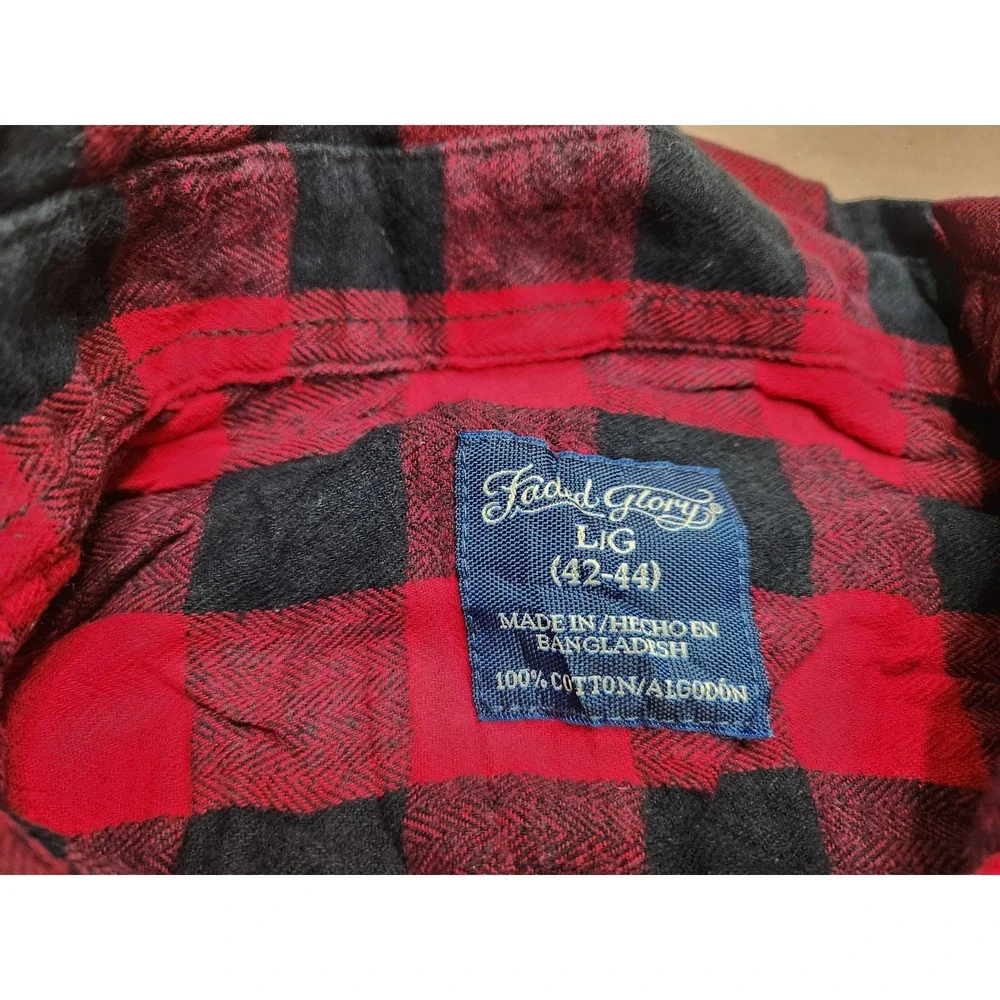 Faded Glory®
L/G
(42-44)
MADE IN/HECHO EN
BANGLADESH
100% COTTON/ALGODÓN